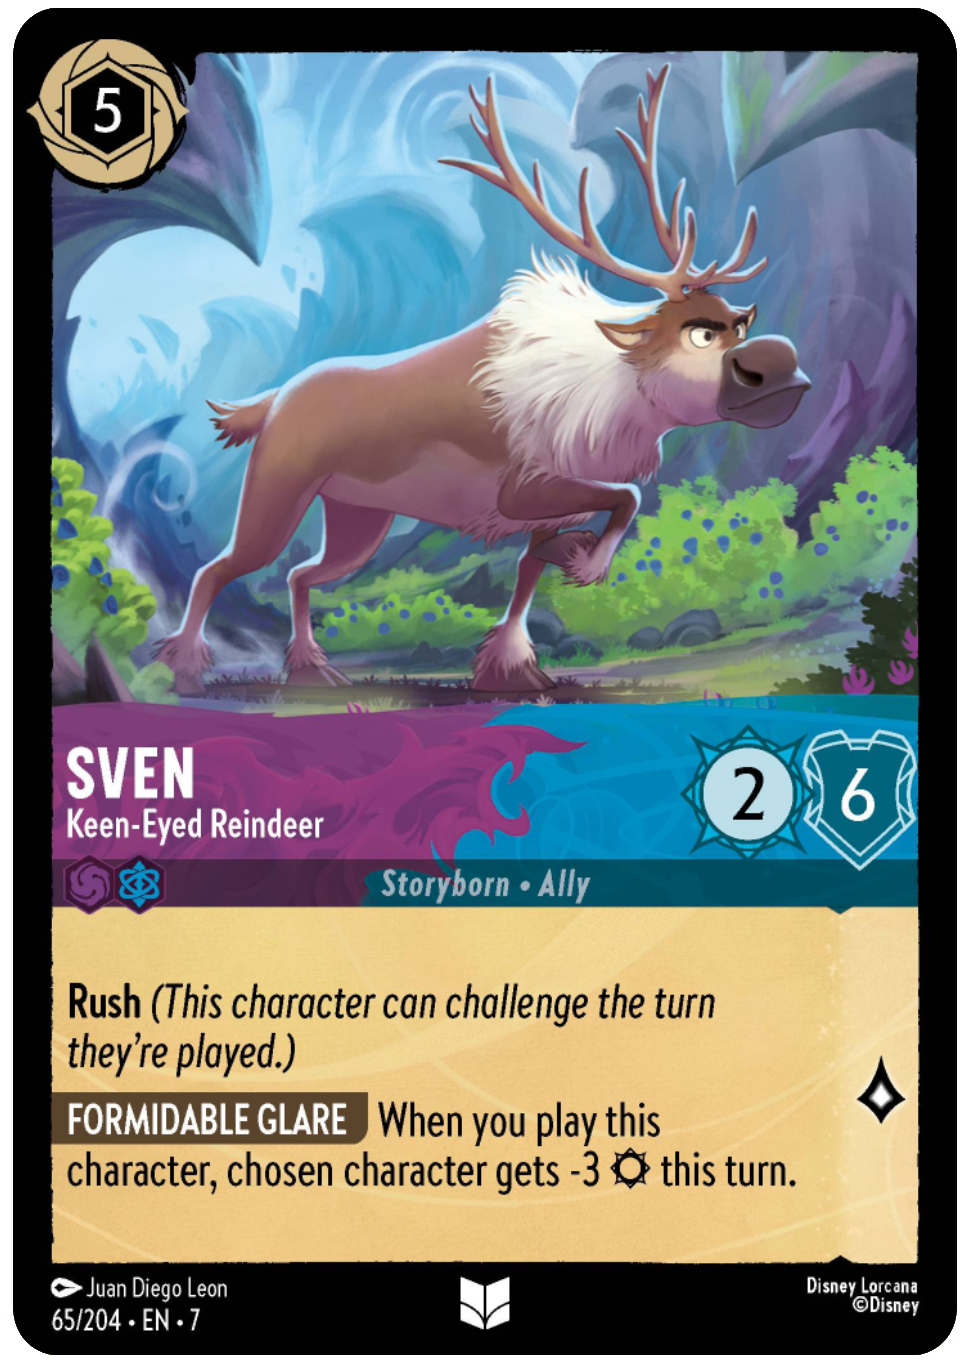 5
SVEN
Keen-Eyed Reindeer
2
6
Storyborn • Ally
Rush (This character can challenge the turn
they're played.)
FORMIDABLE GLARE When you play this
character, chosen character gets -3 this turn.
Juan Diego Leon
65/204 • EN • 7
Disney Lorcana
©Disney